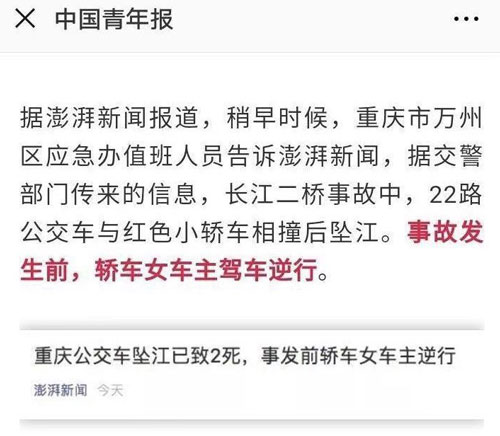 中国青年报
据澎湃新闻报道，稍早时候，重庆市万州
区应急办值班人员告诉澎湃新闻，据交警
部门传来的信息，长江二桥事故中，22路
公交车与红色小轿车相撞后坠江。事故发
生前，轿车女车主驾车逆行。
重庆公交车坠江已致2死，事发前轿车女车主逆行
澎湃新闻 今天